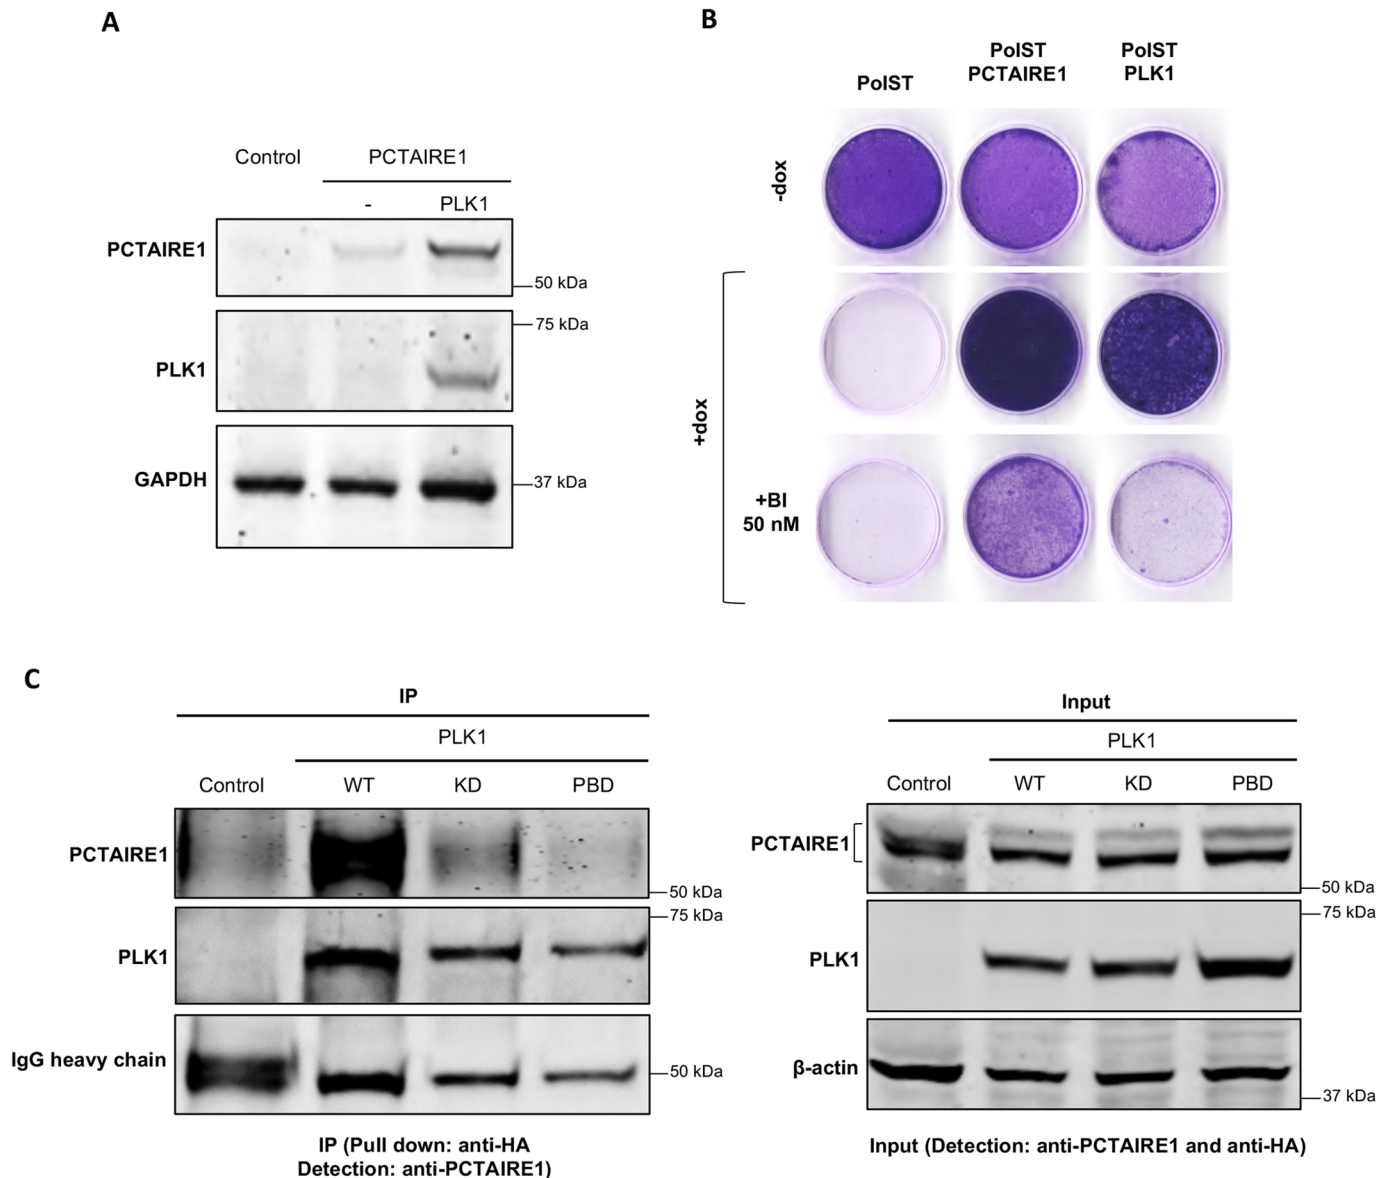 A
Control
PCTAIRE1
-
PLK1
PCTAIRE1
50 kDa
75 kDa
PLK1
GAPDH
37 kDa
B
PolST
PolST
PCTAIRE1
PolST
PLK1
-dox
+dox
+BI
50 nM
C
IP
PLK1
Control
WT
KD
PBD
PCTAIRE1
50 kDa
75 kDa
PLK1
IgG heavy chain
50 kDa
IP (Pull down: anti-HA
Detection: anti-PCTAIRE1)
Input
PLK1
Control
WT
KD
PBD
PCTAIRE1
50 kDa
75 kDa
PLK1
β-actin
37 kDa
Input (Detection: anti-PCTAIRE1 and anti-HA)